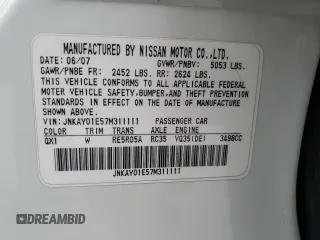 MANUFACTURED BY NISSAN MOTOR CO.,LTD.
DATE: 06/07 GVWR/PNBV: 5053 LBS
GAWR/PNBE FR: 2452 LBS RR: 2624 LBS
THIS VEHICLE CONFORMS TO ALL APPLICABLE FEDERAL
MOTOR VEHICLE SAFETY,BUMPER,AND THEFT PREVENTION
STANDARDS IN EFFECT ON THE DATE OF
MANUFACTURE SHOWN ABOVE.
VIN: JNKAY01E57M311111 PASSENGER CAR
COLOR TRIM TRANS AXLE ENGINE
QX1 W RE5R05A RC35 VQ35(DE) 3498CC
JNKAY01E57M311111
© AUTOBIDMASTER